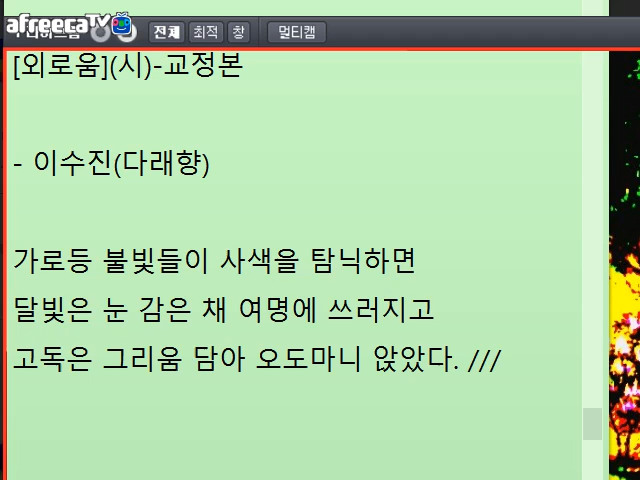 afreecaTV
전체 최적 창 멀티캠
[외로움](시)-교정본
- 이수진(다래향)
가로등 불빛들이 사색을 탐닉하면
달빛은 눈 감은 채 여명에 쓰러지고
고독은 그리움 담아 오도마니 앉았다. ///